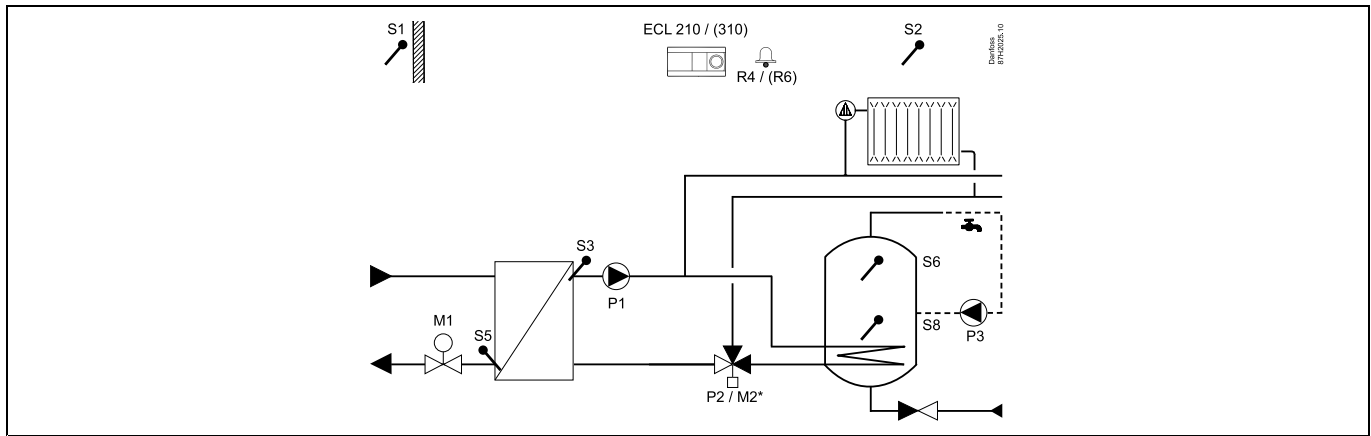 S1
ECL 210 / (310)
S2
Danfoss
87H2025.10
R4 / (R6)
S3
S6
P1
M1
S5
S8
P3
P2 / M2*